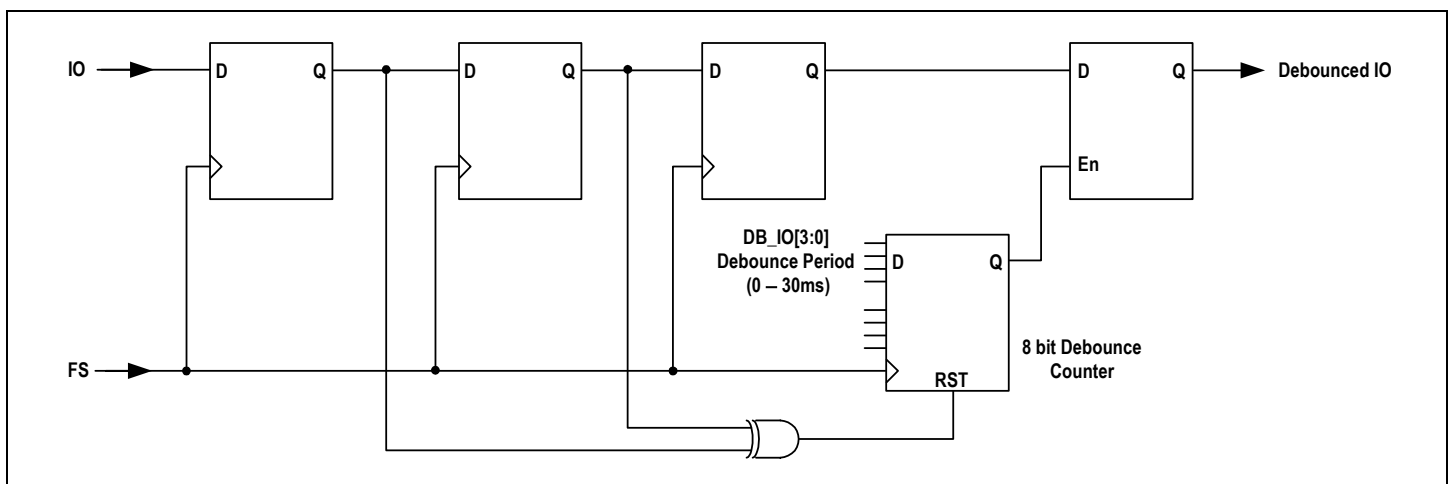 IO
D
Q
D
Q
D
Q
D
Q
Debounced IO
En
DB_IO[3:0]
Debounce Period
(0 – 30ms)
D
Q
8 bit Debounce
Counter
FS
RST